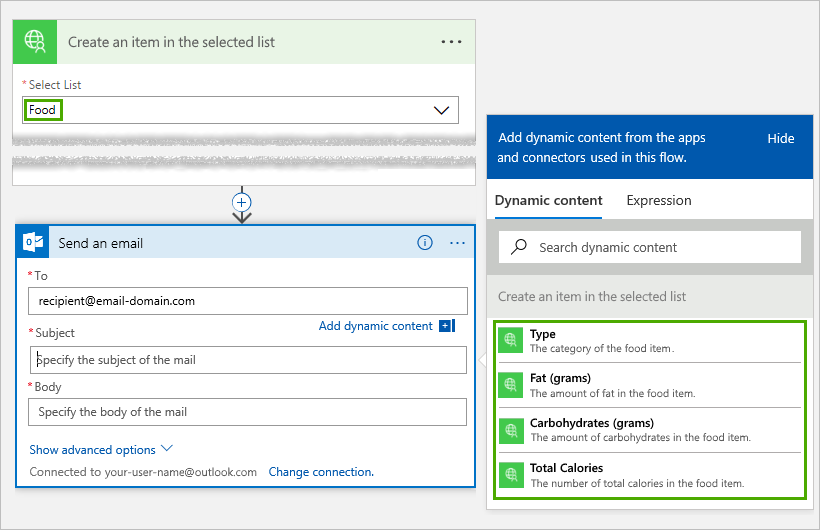 Create an item in the selected list
* Select List
Food
Send an email
* To
recipient@email-domain.com
Add dynamic content
* Subject
Specify the subject of the mail
* Body
Specify the body of the mail
Show advanced options
Connected to your-user-name@outlook.com Change connection.
Add dynamic content from the apps
and connectors used in this flow.
Hide
Dynamic content Expression
Search dynamic content
Create an item in the selected list
Type
The category of the food item.
Fat (grams)
The amount of fat in the food item.
Carbohydrates (grams)
The amount of carbohydrates in the food item.
Total Calories
The number of total calories in the food item.